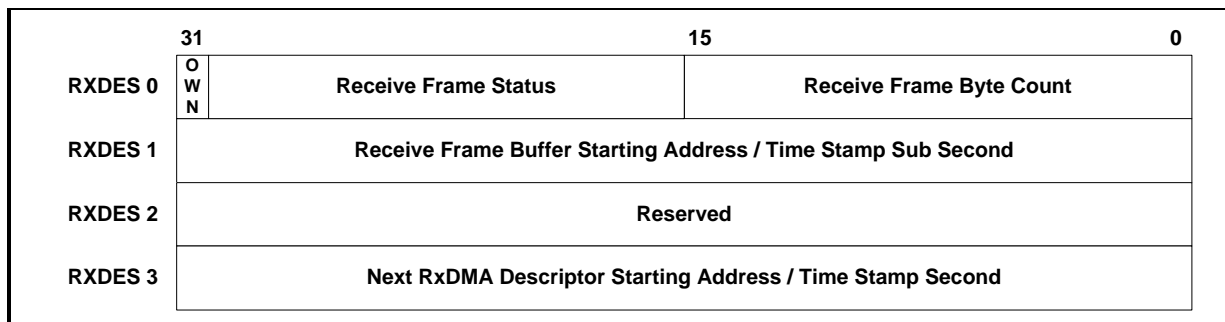 31 15 0
RXDES 0 OWN Receive Frame Status Receive Frame Byte Count
RXDES 1 Receive Frame Buffer Starting Address / Time Stamp Sub Second
RXDES 2 Reserved
RXDES 3 Next RxDMA Descriptor Starting Address / Time Stamp Second